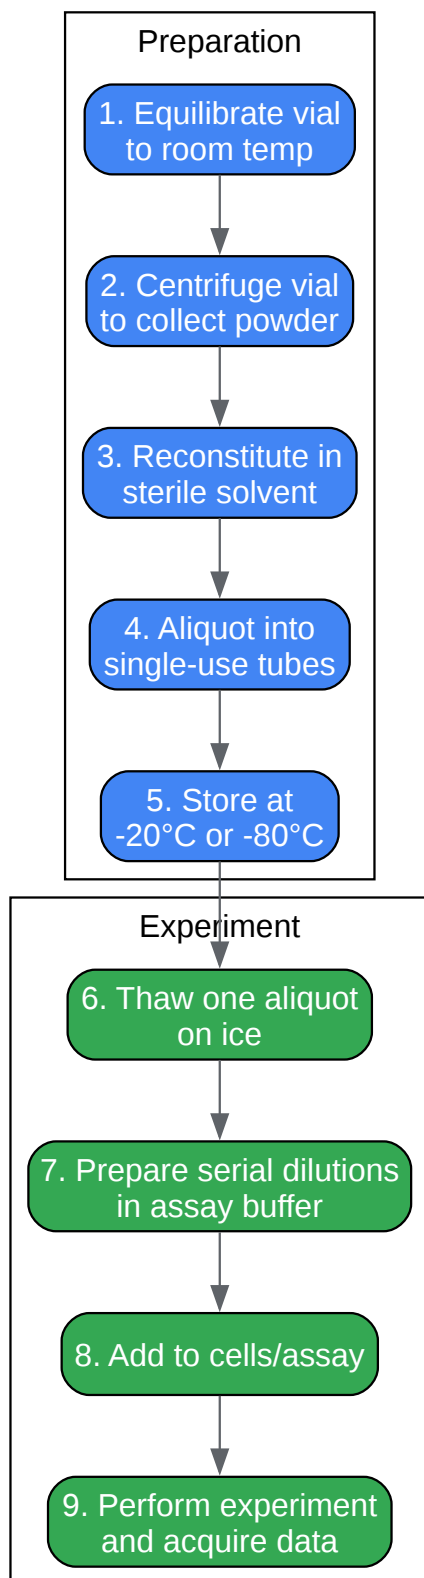 Preparation
1. Equilibrate vial
to room temp
2. Centrifuge vial
to collect powder
3. Reconstitute in
sterile solvent
4. Aliquot into
single-use tubes
5. Store at
-20°C or -80°C
Experiment
6. Thaw one aliquot
on ice
7. Prepare serial dilutions
in assay buffer
8. Add to cells/assay
9. Perform experiment
and acquire data